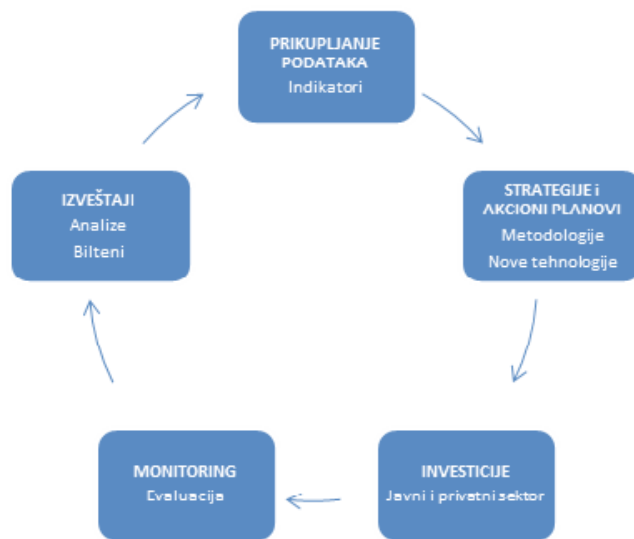 PRIKUPLJANJE
PODATAKA
Indikatori
STRATEGIJE i
AKCIONI PLANOVI
Metodologije
Nove tehnologije
INVESTICIJE
Javni i privatni sektor
MONITORING
Evaluacija
IZVEŠTAJI
Analize
Bilteni